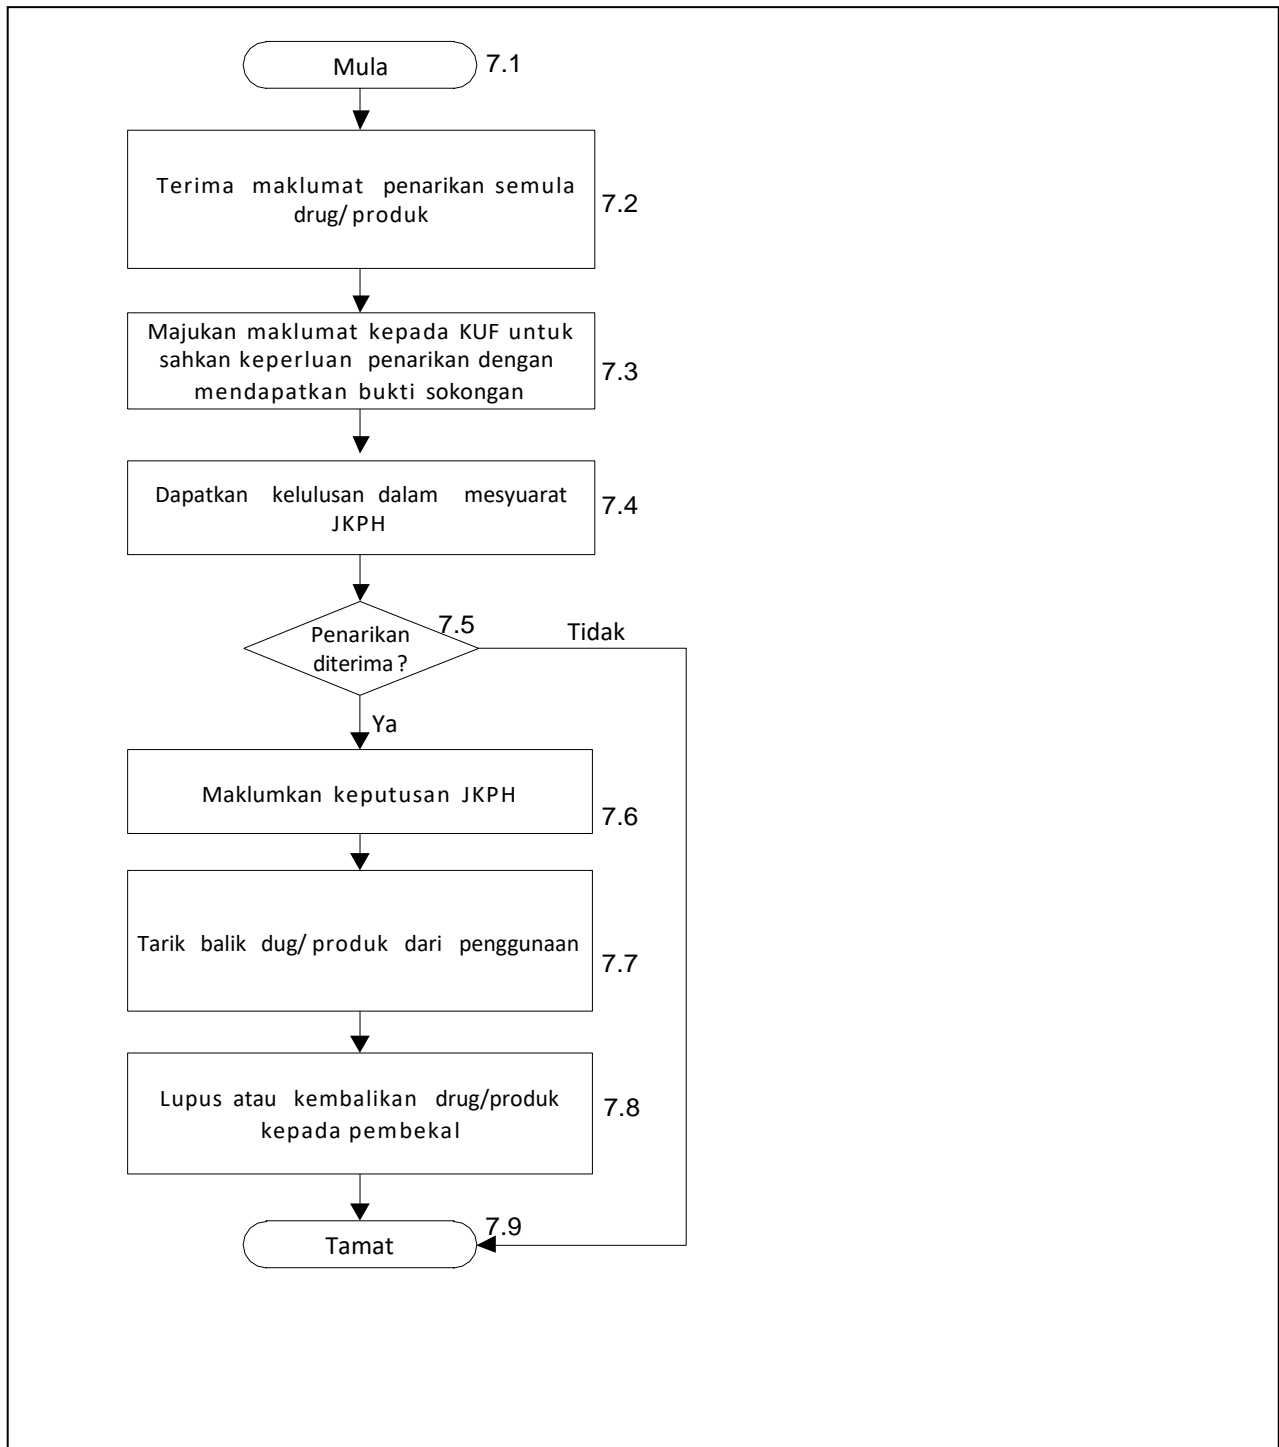 Mula
7.1
Terima maklumat penarikan semula
drug/ produk
7.2
Majukan maklumat kepada KUF untuk
sahkan keperluan penarikan dengan
mendapatkan bukti sokongan
7.3
Dapatkan kelulusan dalam mesyuarat
JKPH
7.4
7.5
Penarikan
diterima ?
Tidak
Ya
Maklumkan keputusan JKPH
7.6
Tarik balik dug/ produk dari penggunaan
7.7
Lupus atau kembalikan drug/produk
kepada pembekal
7.8
7.9
Tamat